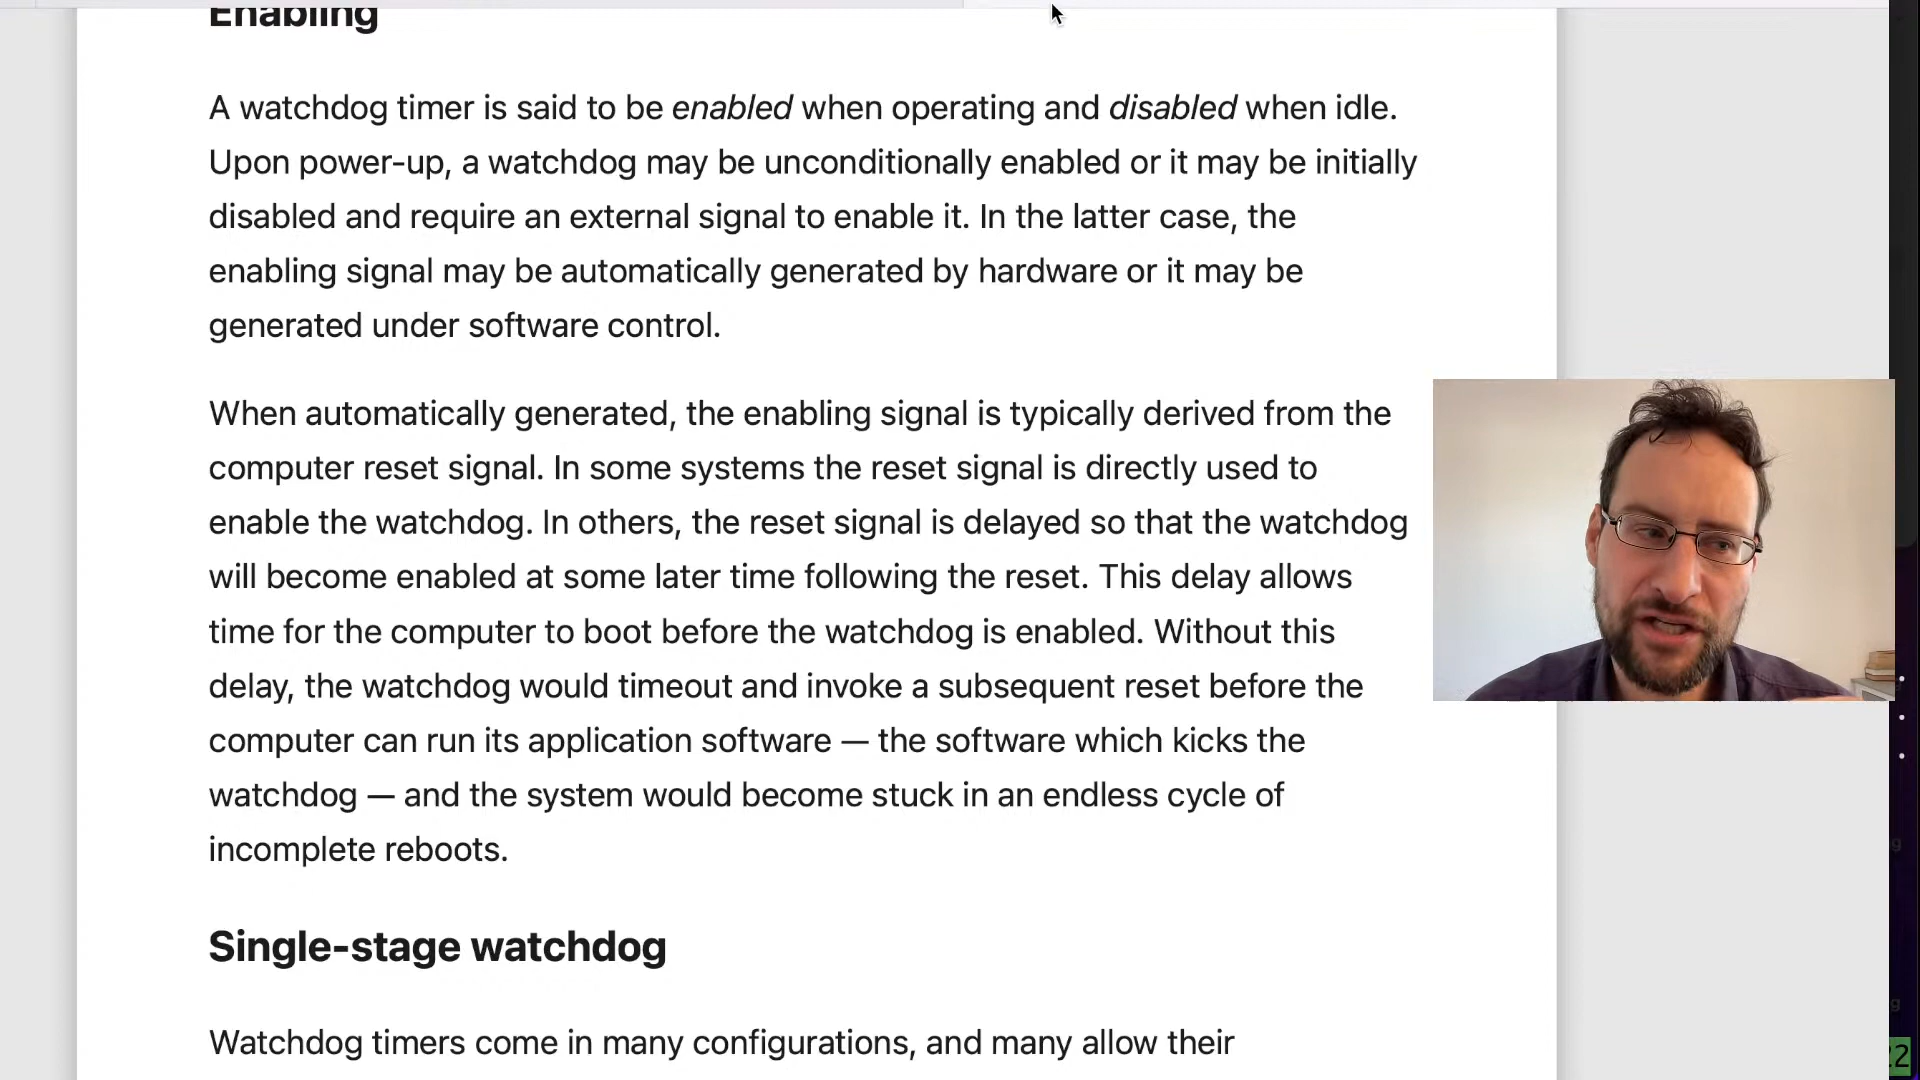 Enabling
A watchdog timer is said to be enabled when operating and disabled when idle.
Upon power-up, a watchdog may be unconditionally enabled or it may be initially
disabled and require an external signal to enable it. In the latter case, the
enabling signal may be automatically generated by hardware or it may be
generated under software control.
When automatically generated, the enabling signal is typically derived from the
computer reset signal. In some systems the reset signal is directly used to
enable the watchdog. In others, the reset signal is delayed so that the watchdog
will become enabled at some later time following the reset. This delay allows
time for the computer to boot before the watchdog is enabled. Without this
delay, the watchdog would timeout and invoke a subsequent reset before the
computer can run its application software — the software which kicks the
watchdog — and the system would become stuck in an endless cycle of
incomplete reboots.
Single-stage watchdog
Watchdog timers come in many configurations, and many allow their